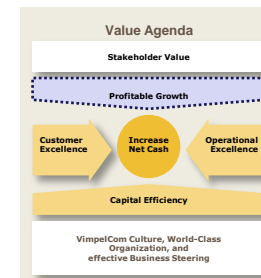 Value Agenda
Stakeholder Value
Profitable Growth
Customer
Excellence
Increase
Net Cash
Operational
Excellence
Capital Efficiency
VimpelCom Culture, World-Class
Organization, and
effective Business Steering